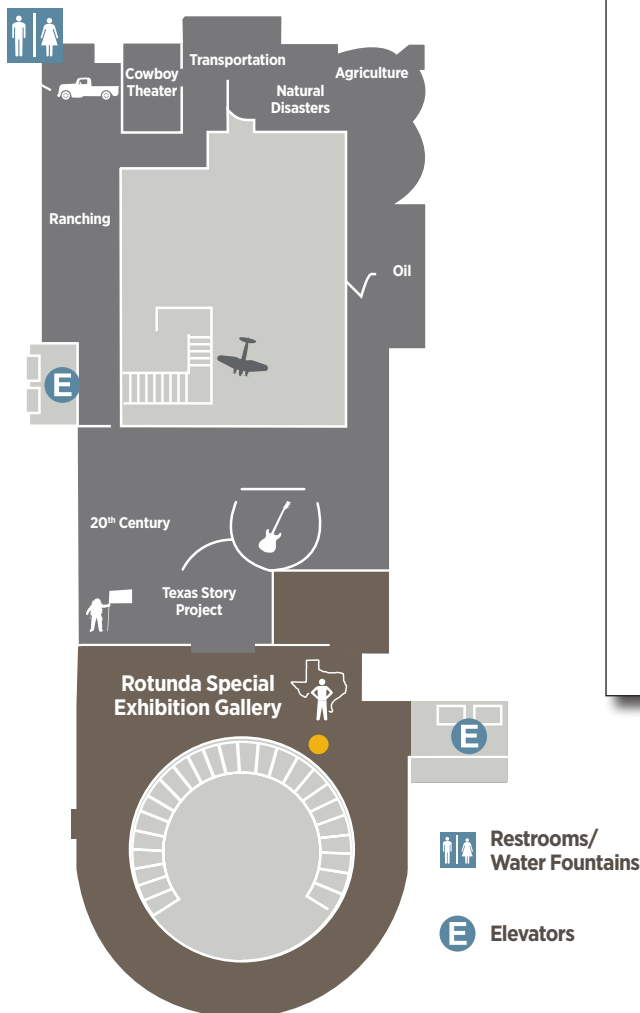 Transportation
Cowboy
Theater
Agriculture
Natural
Disasters
Ranching
Oil
E
20th Century
Texas Story
Project
Rotunda Special
Exhibition Gallery
E
Restrooms/
Water Fountains
E
Elevators